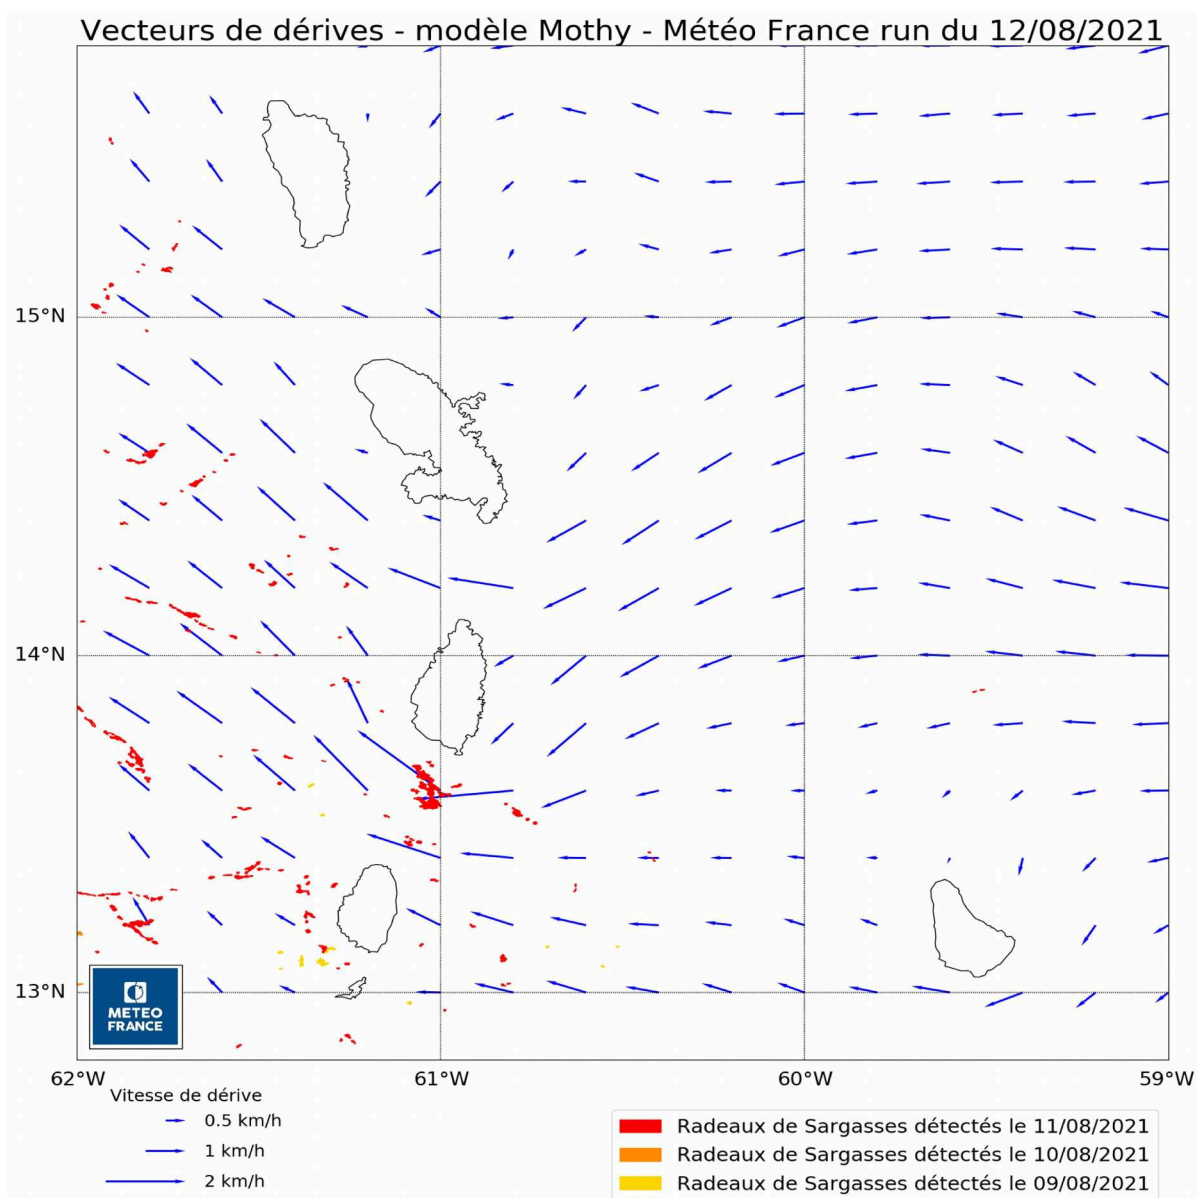 Vecteurs de dérives - modèle Mothy - Météo France run du 12/08/2021
15°N
14°N
13°N
METEO
FRANCE
62°W
61°W
60°W
59°W
Vitesse de dérive
0.5 km/h
1 km/h
2 km/h
Radeaux de Sargasses détectés le 11/08/2021
Radeaux de Sargasses détectés le 10/08/2021
Radeaux de Sargasses détectés le 09/08/2021